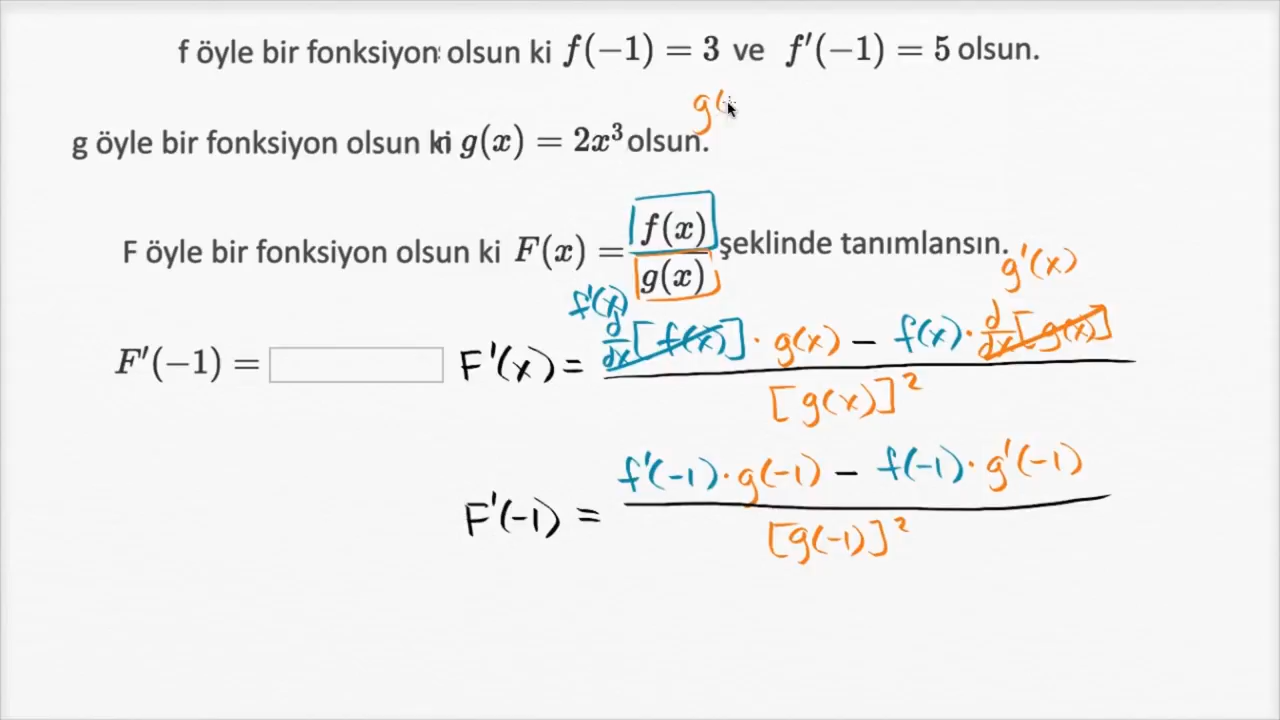 f öyle bir fonksiyon olsun ki f(−1) = 3 ve f′(−1) = 5 olsun.
g(
g öyle bir fonksiyon olsun ki g(x) = 2x³ olsun.
F öyle bir fonksiyon olsun ki F(x) = f(x)/g(x) şeklinde tanımlansın.
f'(x) g'(x)
F′(−1) = F'(x) = d/dx [f(x)] · g(x) − f(x) · d/dx [g(x)] / [g(x)]²
F'(−1) = f'(−1) · g(−1) − f(−1) · g'(−1) / [g(−1)]²